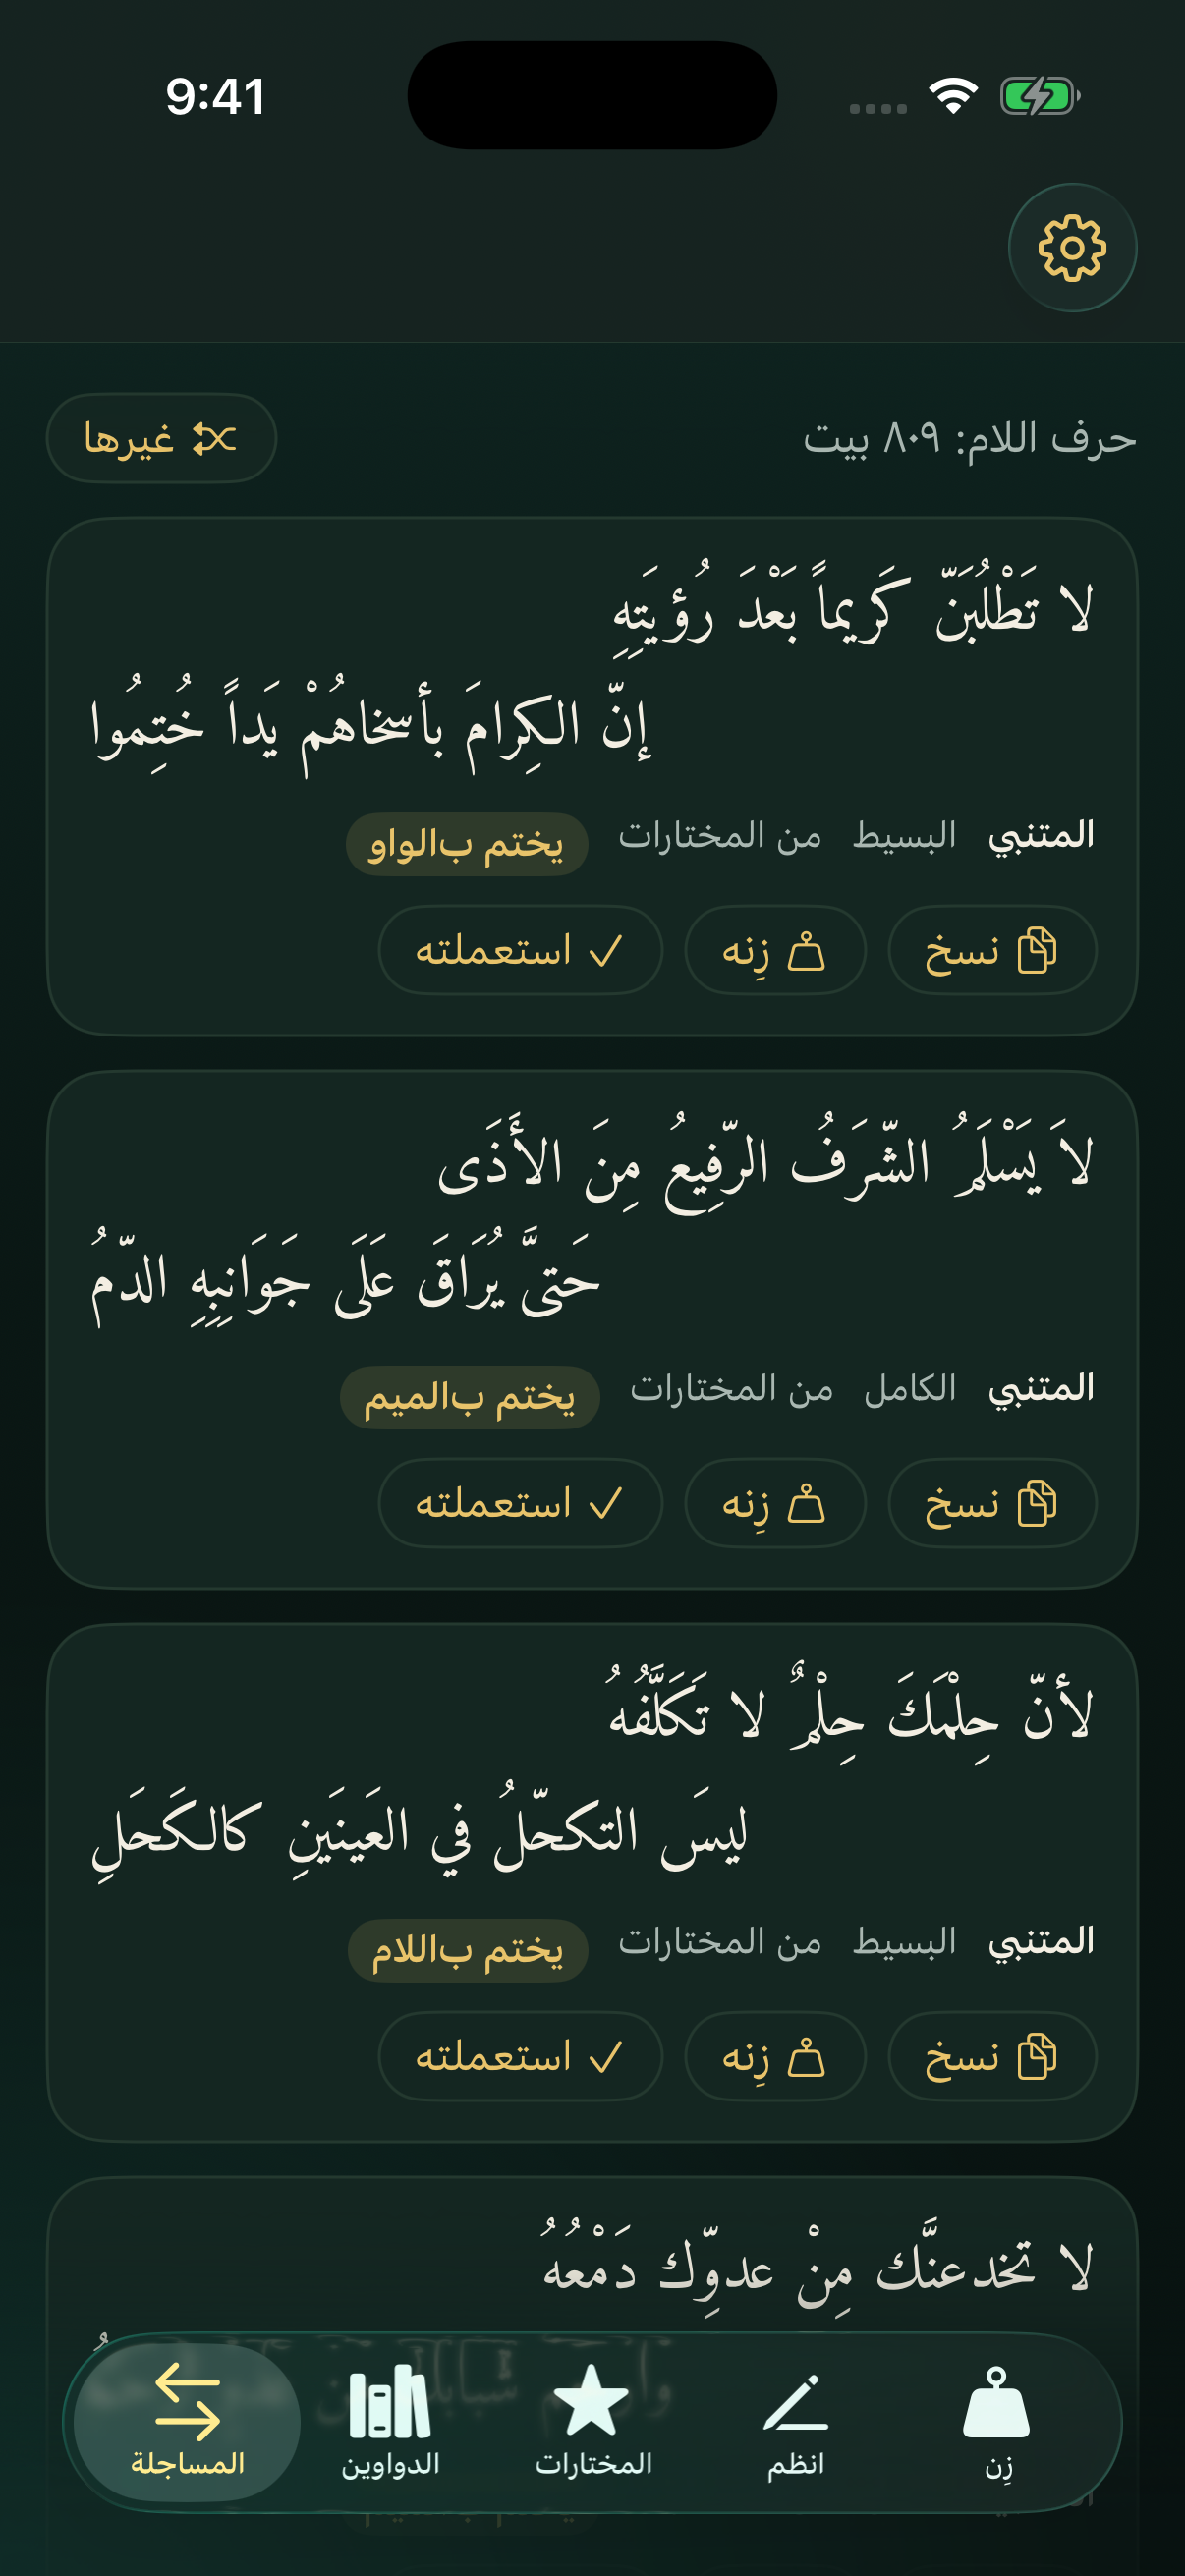 9:41
حرف اللام: ٨٠٩ بيت
غيرها
لا تَطْلُبَنّ كَريماً بَعْدَ رُؤيَتِهِ
إنّ الكِرامَ بأسخاهُمْ يَداً خُتِمُوا
المتنبي البسيط من المختارات يختم بالواو
نسخ زِنه استعملته
لاَ يَسْلَمُ الشّرَفُ الرّفِيعُ مِنَ الأَذَى
حَتىَّ يُرَاقَ عَلَى جَوَانِبِهِ الدّمُ
المتنبي الكامل من المختارات يختم بالميم
نسخ زِنه استعملته
لأنّ حِلْمَكَ حِلْمٌ لا تَكَلَّفُهُ
ليسَ التكحّلُ في العَينَينِ كالكَحَلِ
المتنبي البسيط من المختارات يختم باللام
نسخ زِنه استعملته
لا تخدعنَّك مِنْ عدوِّك دَمْعُهُ
زِن
انظم
المختارات
الدواوين
المساجلة